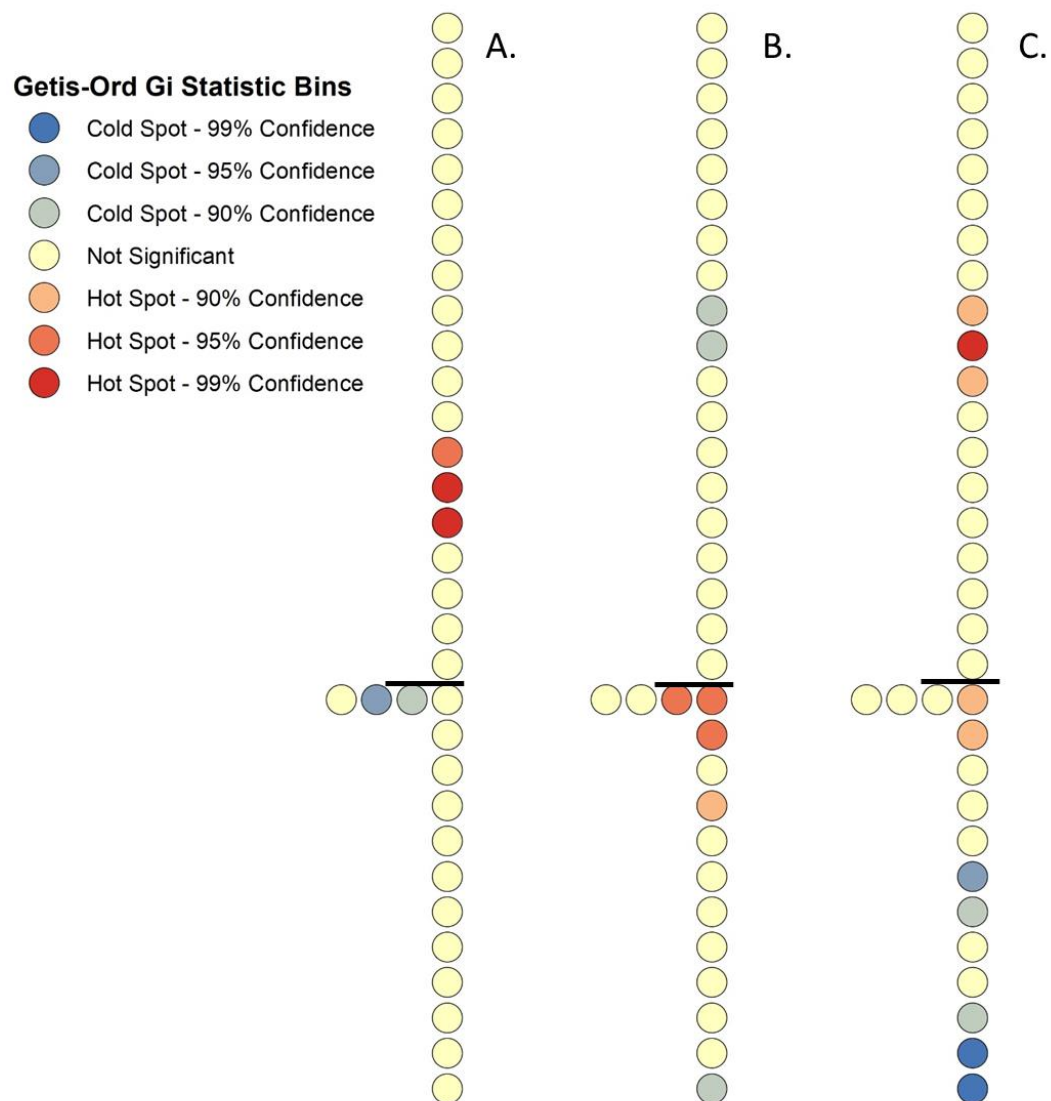 A.
B.
C.
Getis-Ord Gi Statistic Bins
Cold Spot - 99% Confidence
Cold Spot - 95% Confidence
Cold Spot - 90% Confidence
Not Significant
Hot Spot - 90% Confidence
Hot Spot - 95% Confidence
Hot Spot - 99% Confidence